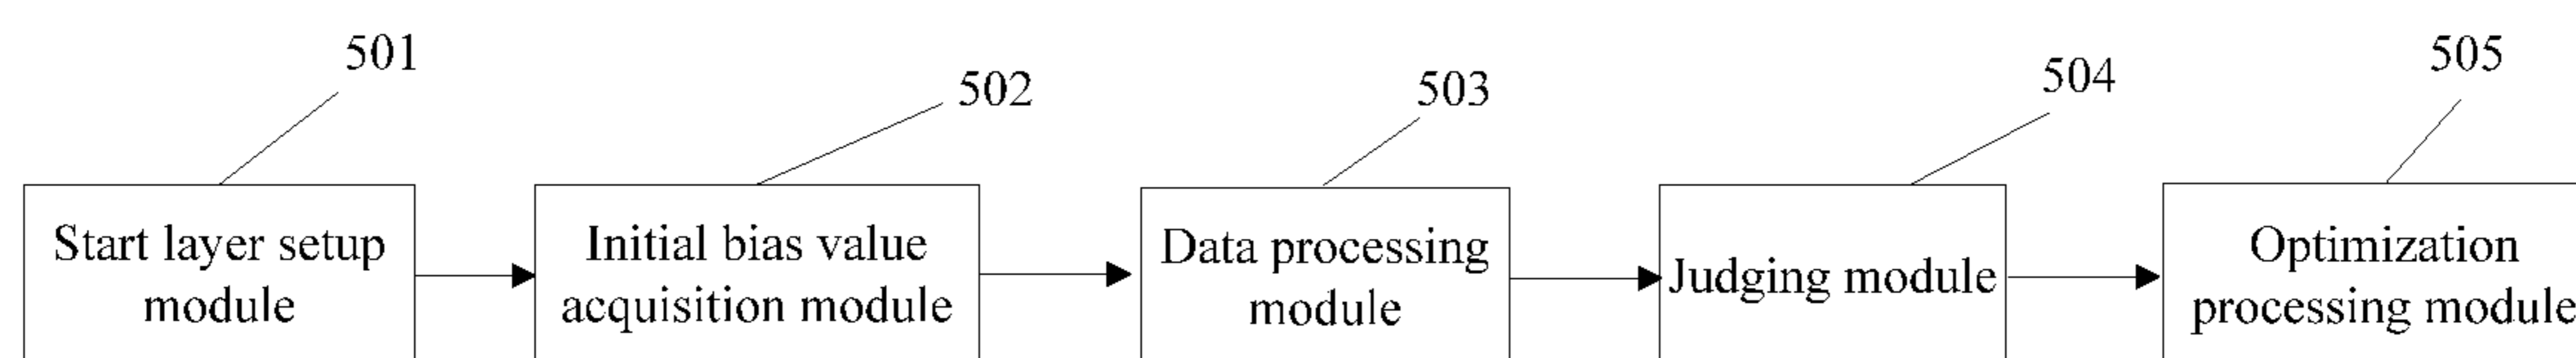 501
502
503
504
505
Start layer setup
module
Initial bias value
acquisition module
Data processing
module
Judging module
Optimization
processing module